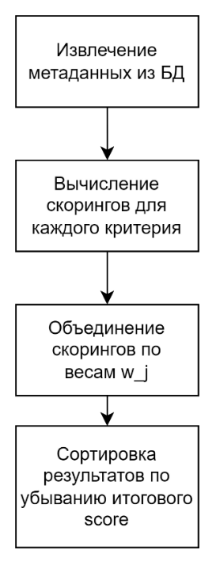 Извлечение
метаданных из БД
Вычисление
скорингов для
каждого критерия
Объединение
скорингов по
весам w_j
Сортировка
результатов по
убыванию итогового
score